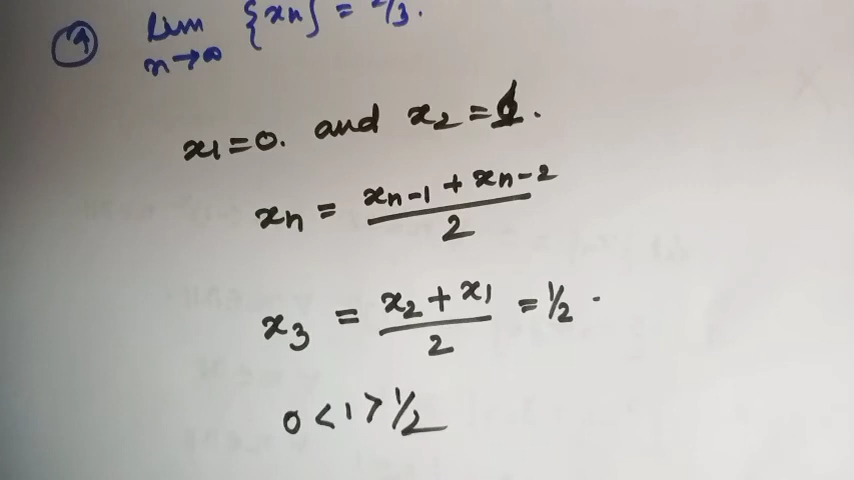 ④ Lim {xn} = 2/3.
n→∞
x1=0. and x2=1.
xn = (xn-1 + xn-2)/2
x3 = (x2 + x1)/2 = 1/2.
0 < 1 > 1/2